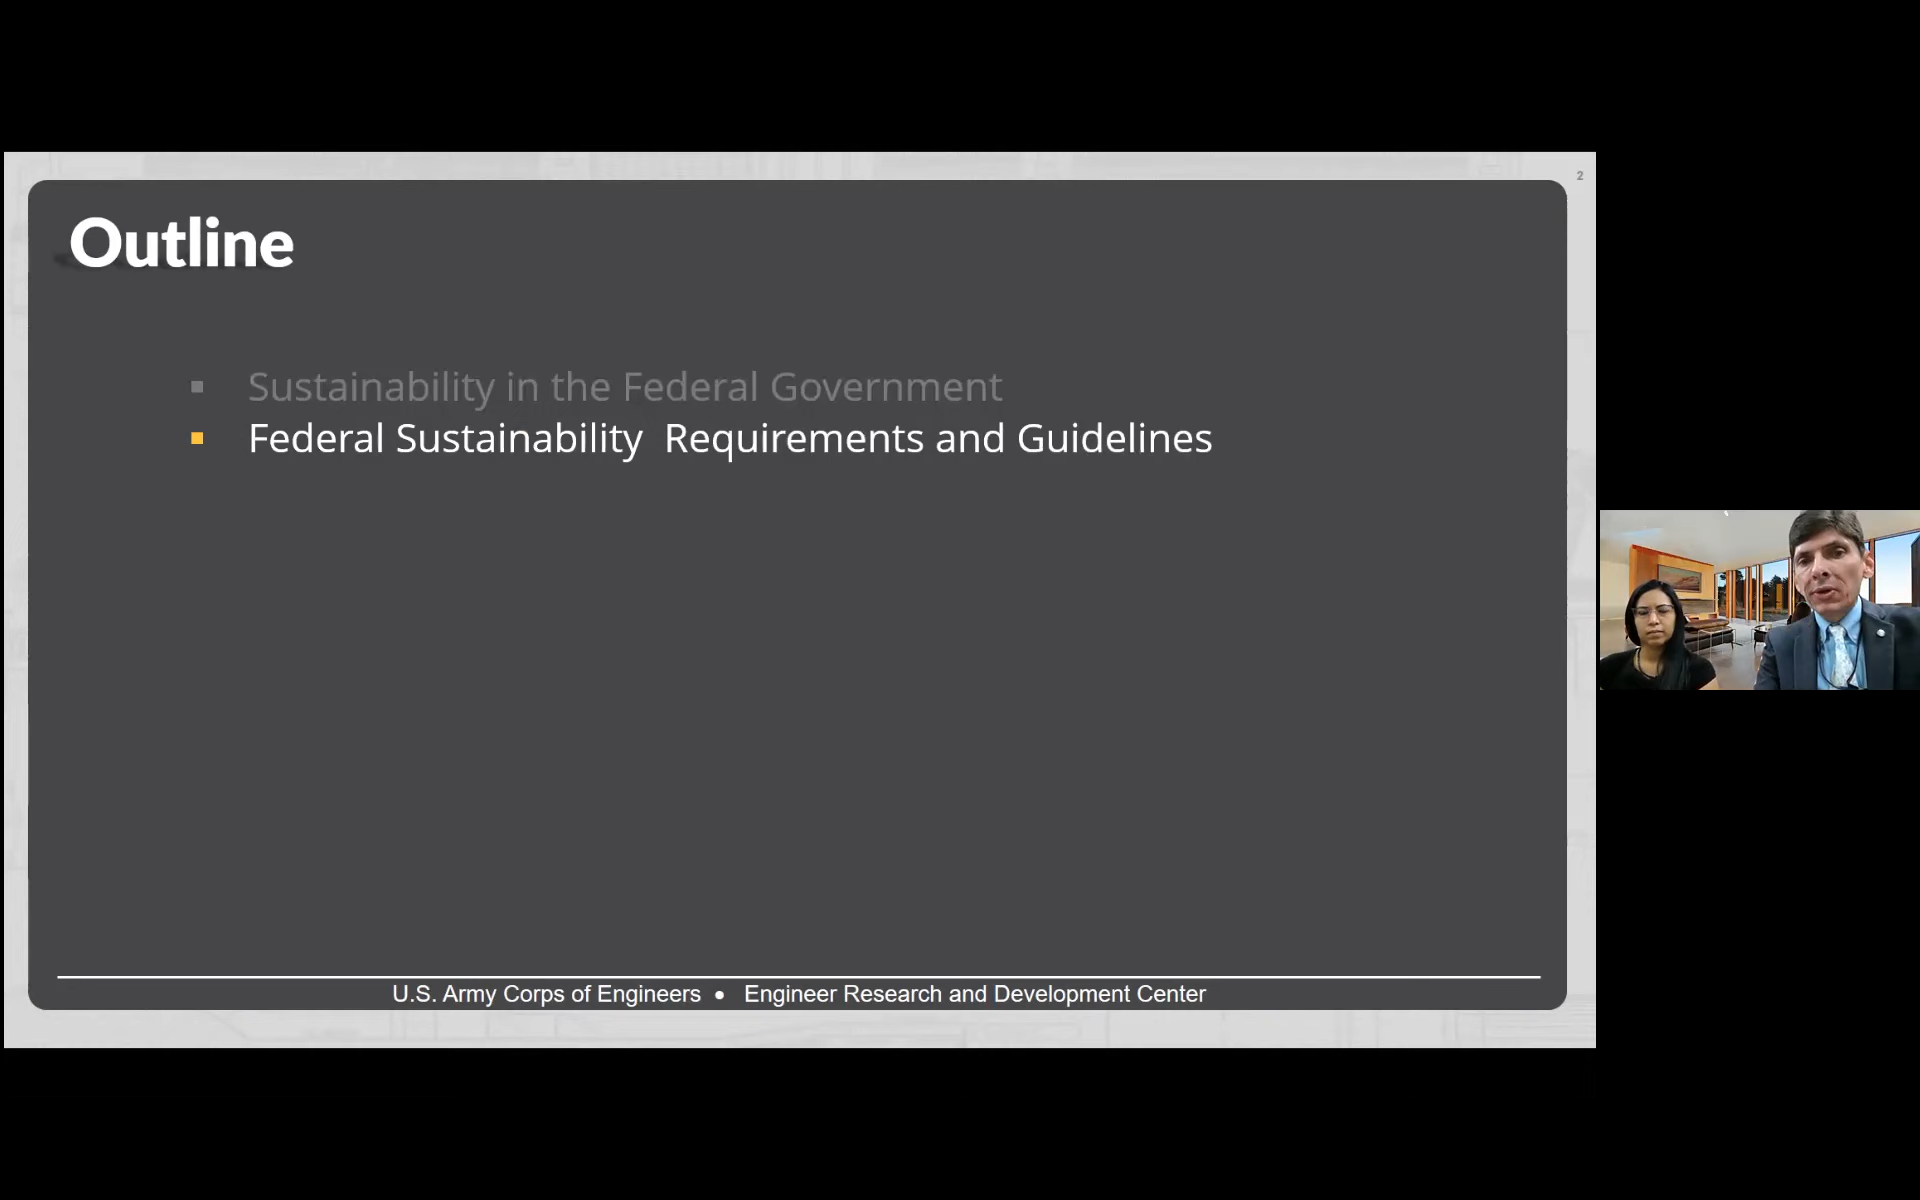 2
Outline
▪ Sustainability in the Federal Government
▪ Federal Sustainability  Requirements and Guidelines
U.S. Army Corps of Engineers • Engineer Research and Development Center